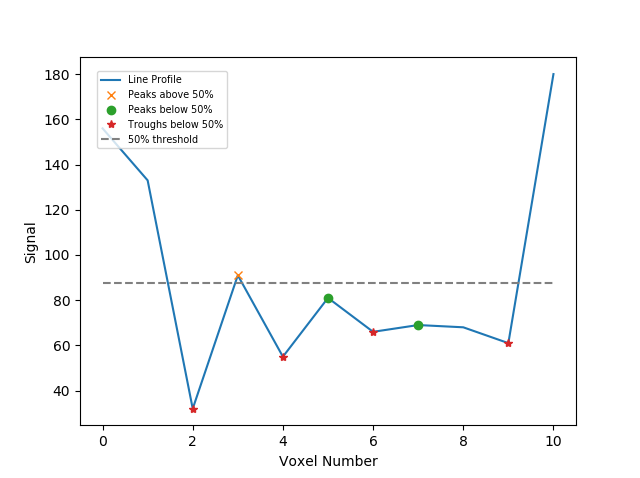 180
160
140
120
100
80
60
40
Signal
Line Profile
Peaks above 50%
Peaks below 50%
Troughs below 50%
50% threshold
0 2 4 6 8 10
Voxel Number